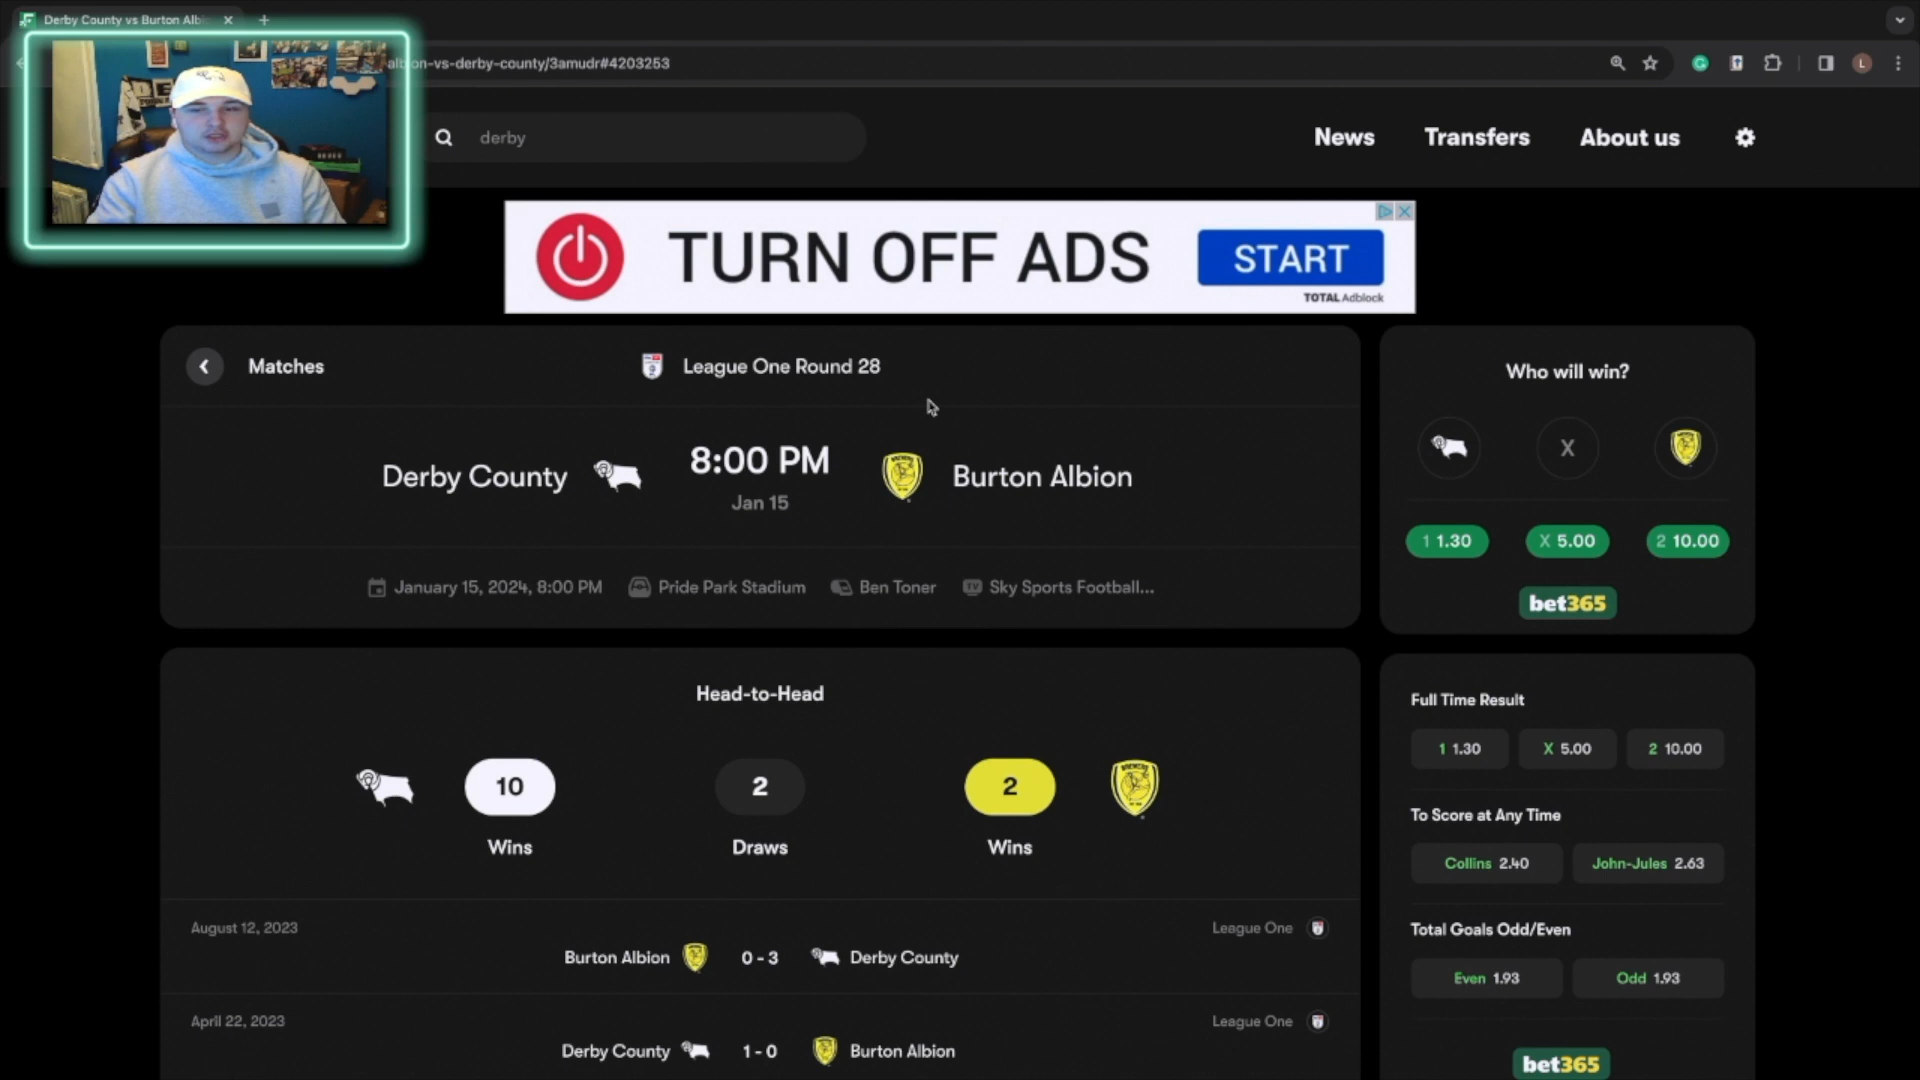 Derby County vs Burton Albi
albion-vs-derby-county/3amudr#4203253
L
derby
News
Transfers
About us
TURN OFF ADS
START
TOTAL Adblock
Matches
League One Round 28
Derby County
8:00 PM
Jan 15
Burton Albion
January 15, 2024, 8:00 PM
Pride Park Stadium
Ben Toner
Sky Sports Football...
Who will win?
X
1 1.30
X 5.00
2 10.00
bet365
Head-to-Head
10
2
2
Wins
Draws
Wins
August 12, 2023
League One
Burton Albion 0 - 3 Derby County
April 22, 2023
League One
Derby County 1 - 0 Burton Albion
Full Time Result
1 1.30
X 5.00
2 10.00
To Score at Any Time
Collins 2.40
John-Jules 2.63
Total Goals Odd/Even
Even 1.93
Odd 1.93
bet365